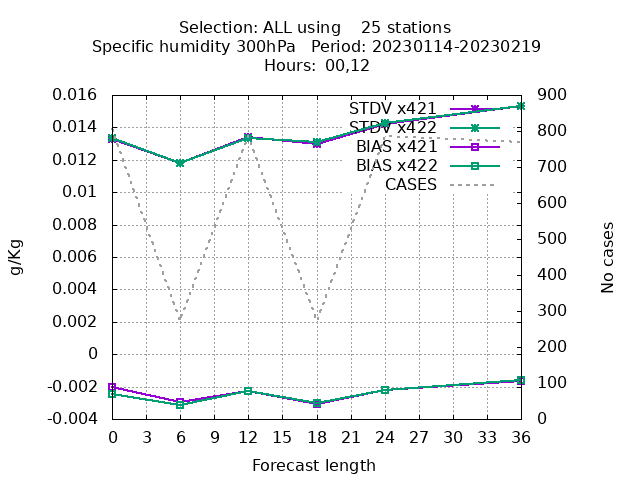 Selection: ALL using    25 stations
Specific humidity 300hPa   Period: 20230114-20230219
Hours: 00,12
0.016
0.014
0.012
0.01
0.008
0.006
0.004
0.002
0
-0.002
-0.004
g/Kg
STDV x421
STDV x422
BIAS x421
BIAS x422
CASES
900
800
700
600
500
400
300
200
100
0
No cases
0 3 6 9 12 15 18 21 24 27 30 33 36
Forecast length